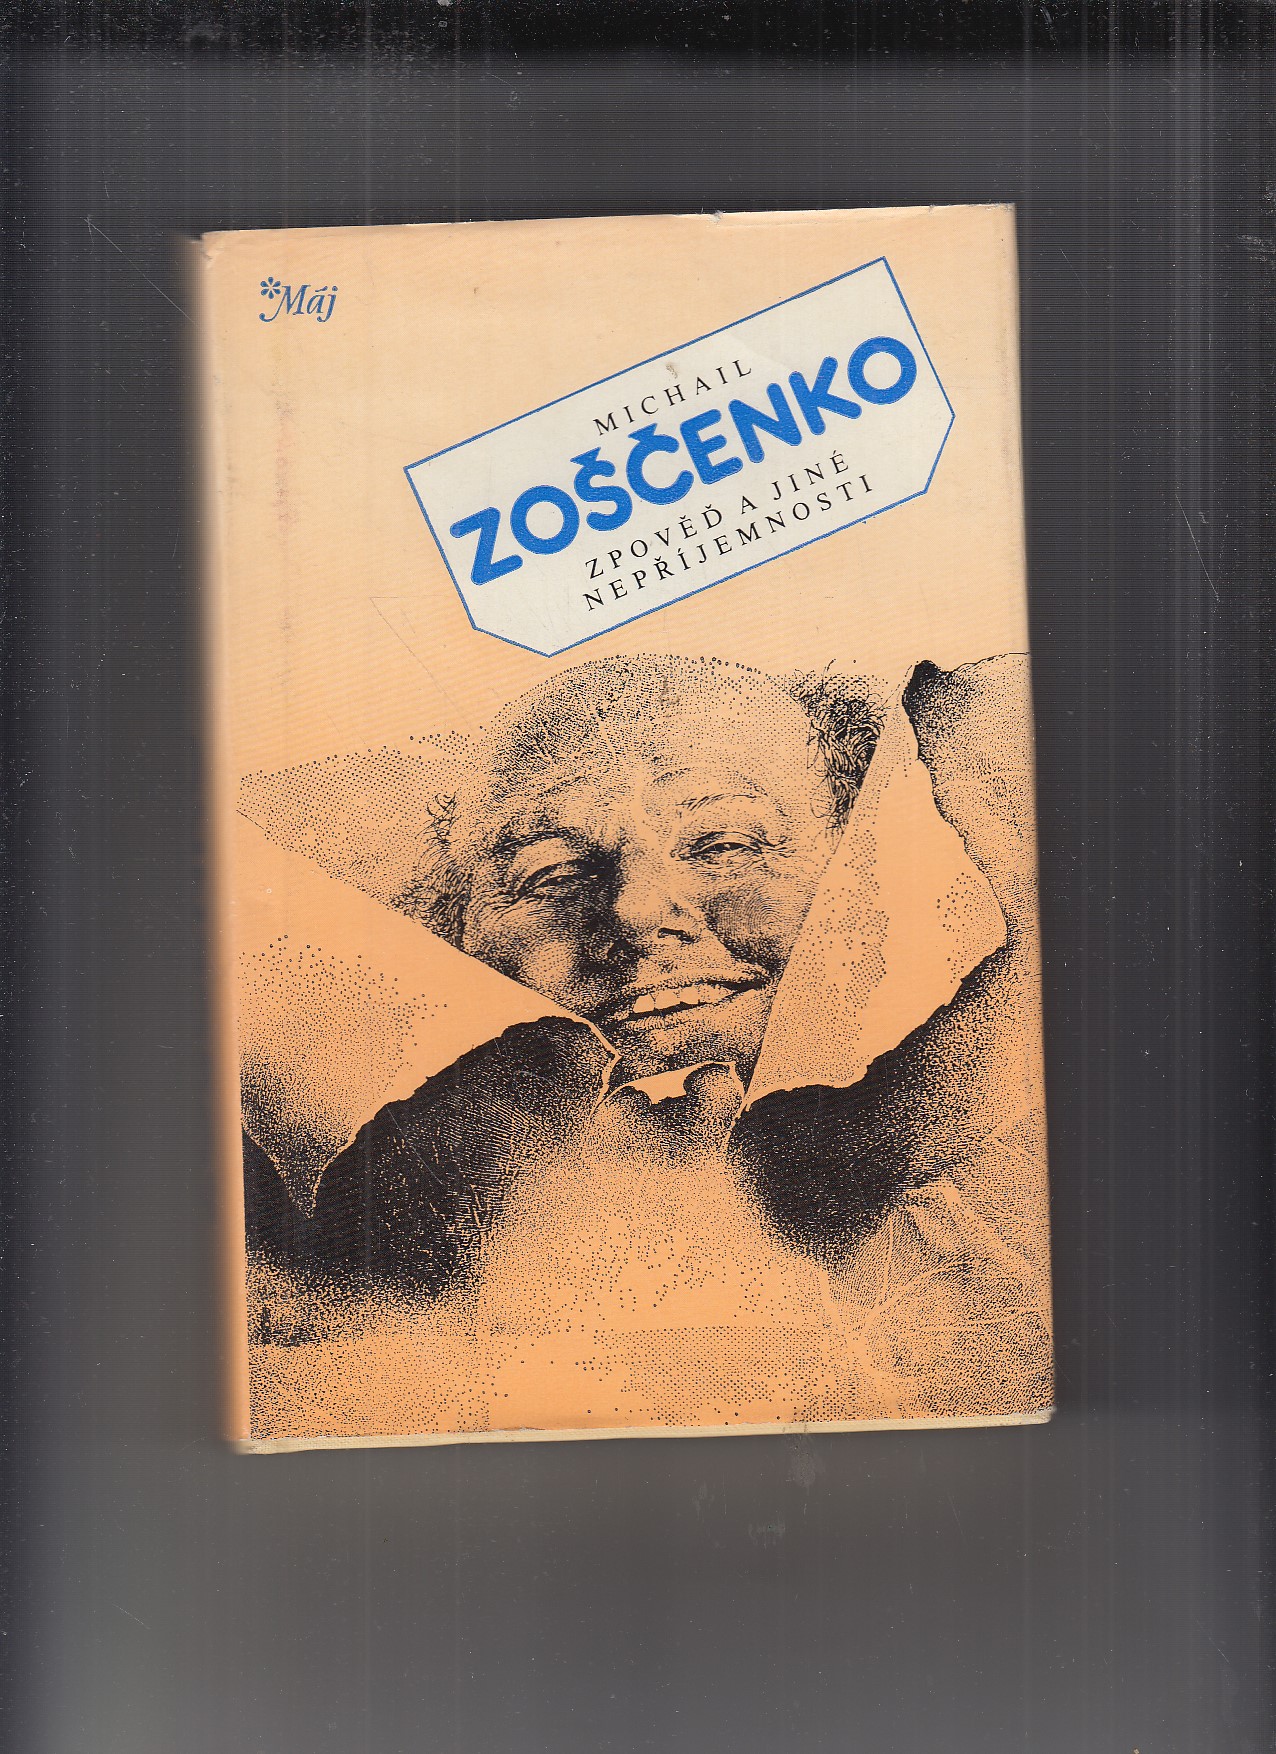 *Máj
MICHAIL
ZOŠČENKO
ZPOVĚĎ A JINÉ
NEPŘÍJEMNOSTI